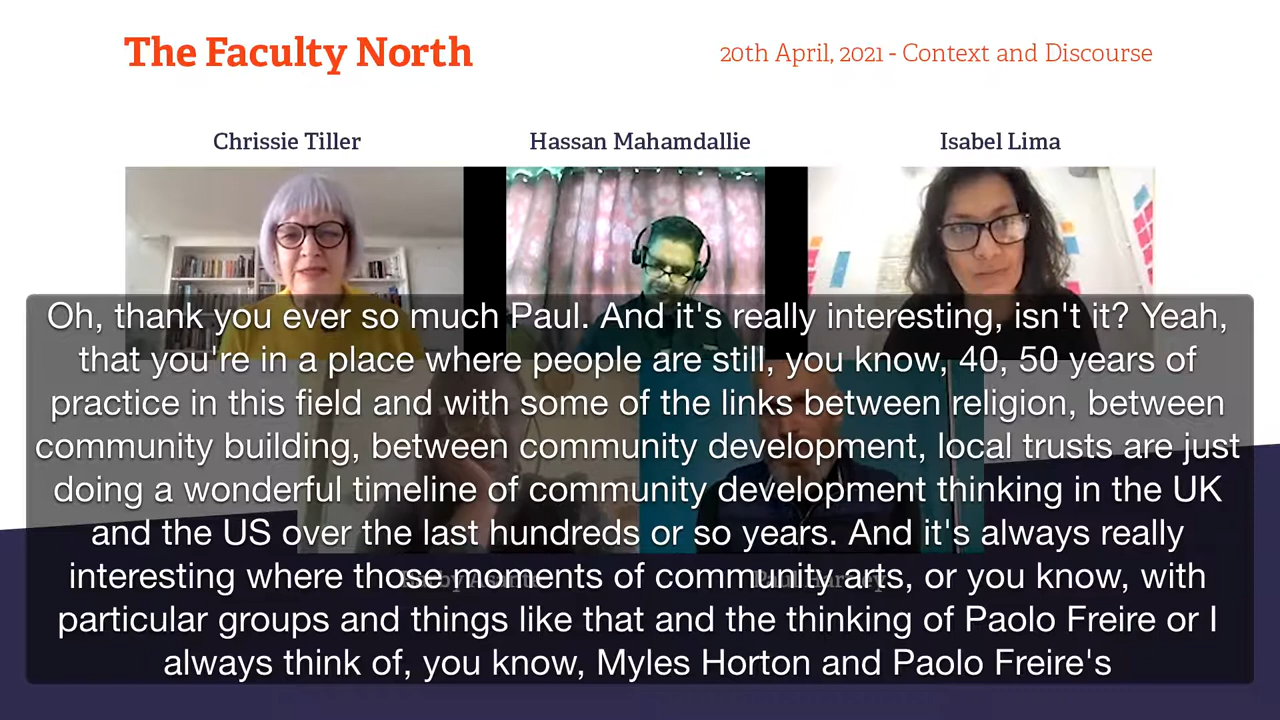 The Faculty North
20th April, 2021 - Context and Discourse
Chrissie Tiller
Hassan Mahamdallie
Isabel Lima
Oh, thank you ever so much Paul. And it's really interesting, isn't it? Yeah,
that you're in a place where people are still, you know, 40, 50 years of
practice in this field and with some of the links between religion, between
community building, between community development, local trusts are just
doing a wonderful timeline of community development thinking in the UK
and the US over the last hundreds or so years. And it's always really
interesting where those moments of community arts, or you know, with
particular groups and things like that and the thinking of Paolo Freire or I
always think of, you know, Myles Horton and Paolo Freire's